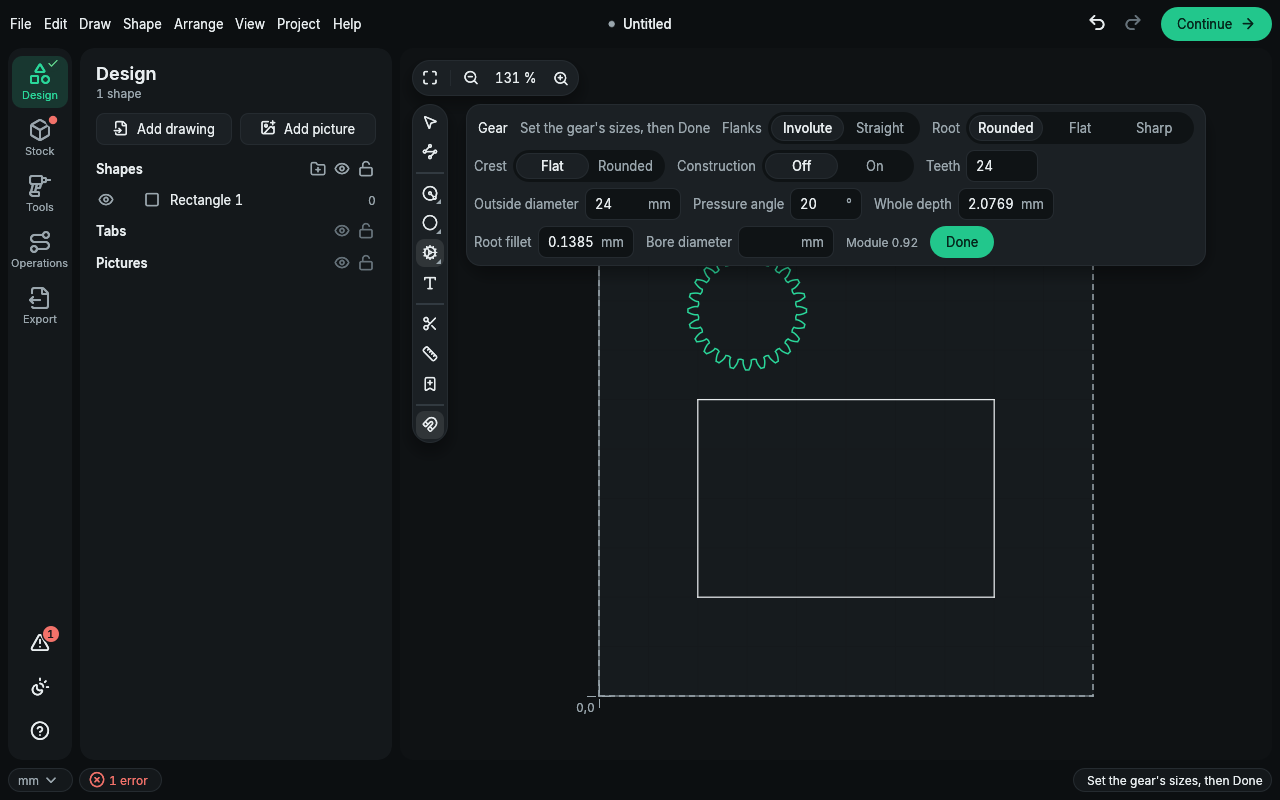 File Edit Draw Shape Arrange View Project Help
Untitled
Continue
Design
Stock
Tools
Operations
Export
1
Design
1 shape
Add drawing
Add picture
Shapes
Rectangle 1
0
Tabs
Pictures
131 %
Gear Set the gear's sizes, then Done Flanks Involute Straight Root Rounded Flat Sharp
Crest Flat Rounded Construction Off On Teeth 24
Outside diameter 24 mm Pressure angle 20 ° Whole depth 2.0769 mm
Root fillet 0.1385 mm Bore diameter mm Module 0.92 Done
0,0
mm
1 error
Set the gear's sizes, then Done